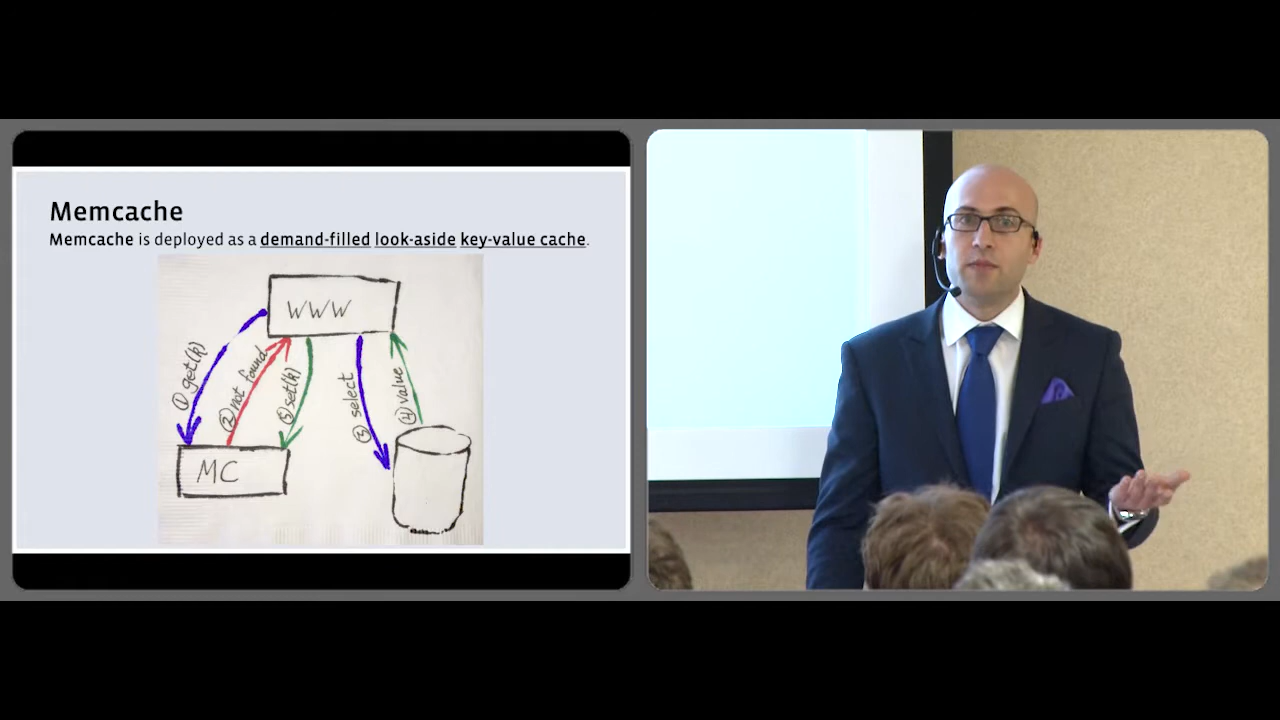 Memcache
Memcache is deployed as a demand-filled look-aside key-value cache.
WWW
① get(k)
② not found
⑤ set(k)
③ select
④ value
MC